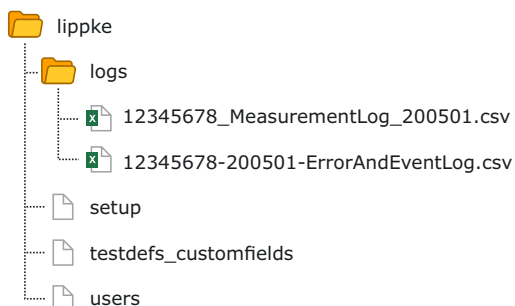 lippke
logs
12345678_MeasurementLog_200501.csv
12345678-200501-ErrorAndEventLog.csv
setup
testdefs_customfields
users